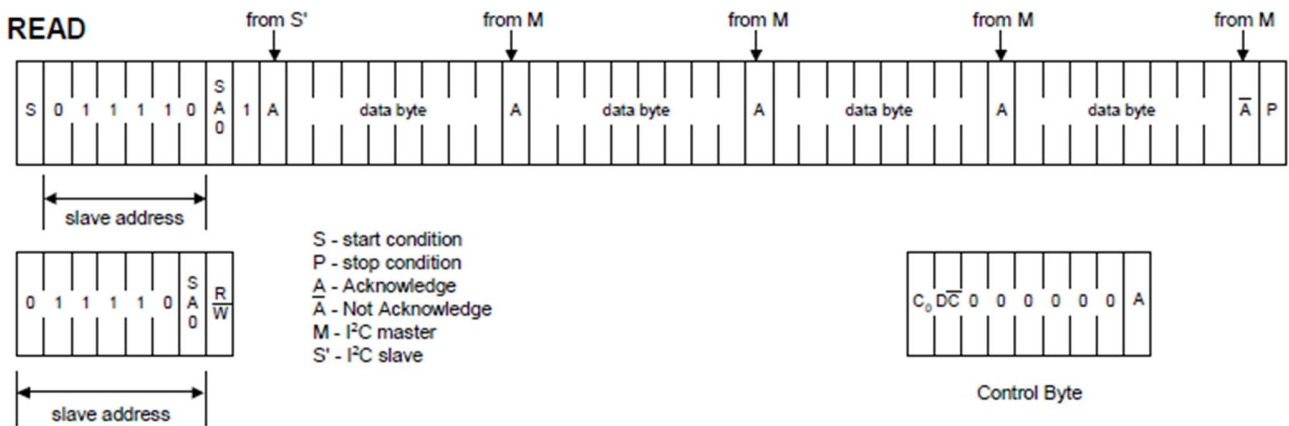 READ
from S' from M from M from M from M
S 0 1 1 1 1 0 SA0 1 A data byte A data byte A data byte A data byte A̅ P
slave address
0 1 1 1 1 0 SA0 R/W̅
slave address
S - start condition
P - stop condition
A - Acknowledge
A̅ - Not Acknowledge
M - I²C master
S' - I²C slave
C₀ DC̅ 0 0 0 0 0 0 A
Control Byte